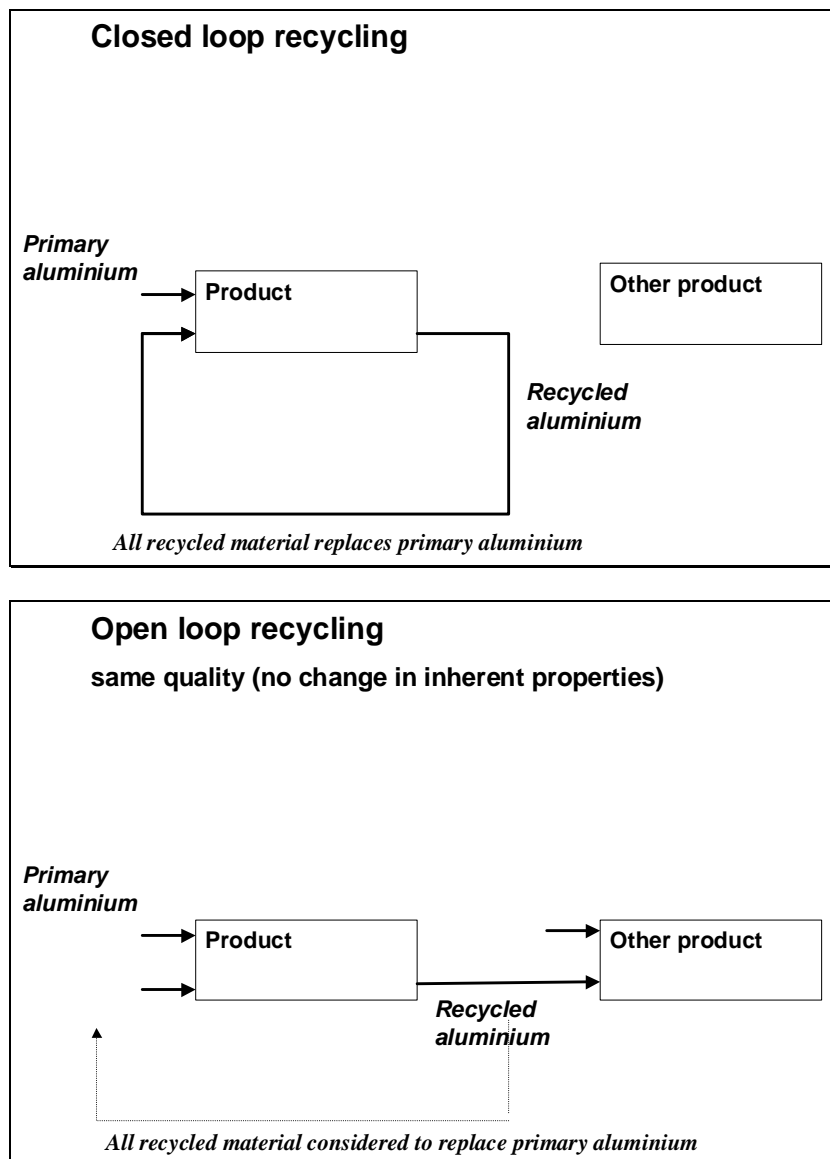 Closed loop recycling
Primary
aluminium
Product
Other product
Recycled
aluminium
All recycled material replaces primary aluminium
Open loop recycling
same quality (no change in inherent properties)
Primary
aluminium
Product
Other product
Recycled
aluminium
All recycled material considered to replace primary aluminium